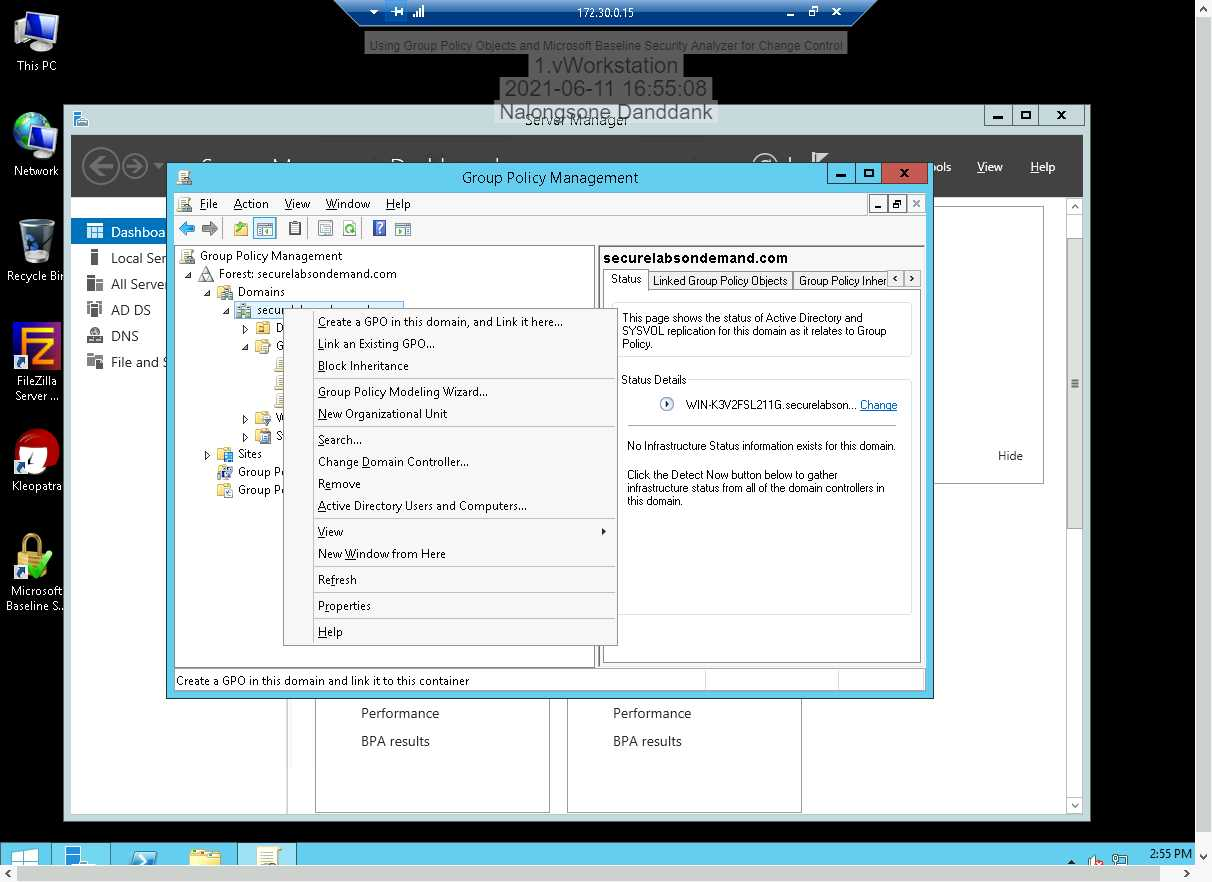 172.30.0.15
Using Group Policy Objects and Microsoft Baseline Security Analyzer for Change Control
1.vWorkstation
2021-06-11 16:55:08
Nalongsone Danddank
This PC
Network
Recycle Bin
FileZilla
Server ...
Kleopatra
Microsoft
Baseline S...
Server Manager
View
Help
Dashboa
Local Ser
All Server
AD DS
DNS
File and S
Group Policy Management
File Action View Window Help
Group Policy Management
Forest: securelabsondemand.com
Domains
Sites
Group P
Group P
Create a GPO in this domain, and Link it here...
Link an Existing GPO...
Block Inheritance
Group Policy Modeling Wizard...
New Organizational Unit
Search...
Change Domain Controller...
Remove
Active Directory Users and Computers...
View
New Window from Here
Refresh
Properties
Help
securelabsondemand.com
Status Linked Group Policy Objects Group Policy Inher
This page shows the status of Active Directory and
SYSVOL replication for this domain as it relates to Group
Policy.
Status Details
WIN-K3V2FSL211G.securelabson... Change
No Infrastructure Status information exists for this domain.
Click the Detect Now button below to gather
infrastructure status from all of the domain controllers in
this domain.
Create a GPO in this domain and link it to this container
Hide
Performance
BPA results
Performance
BPA results
2:55 PM